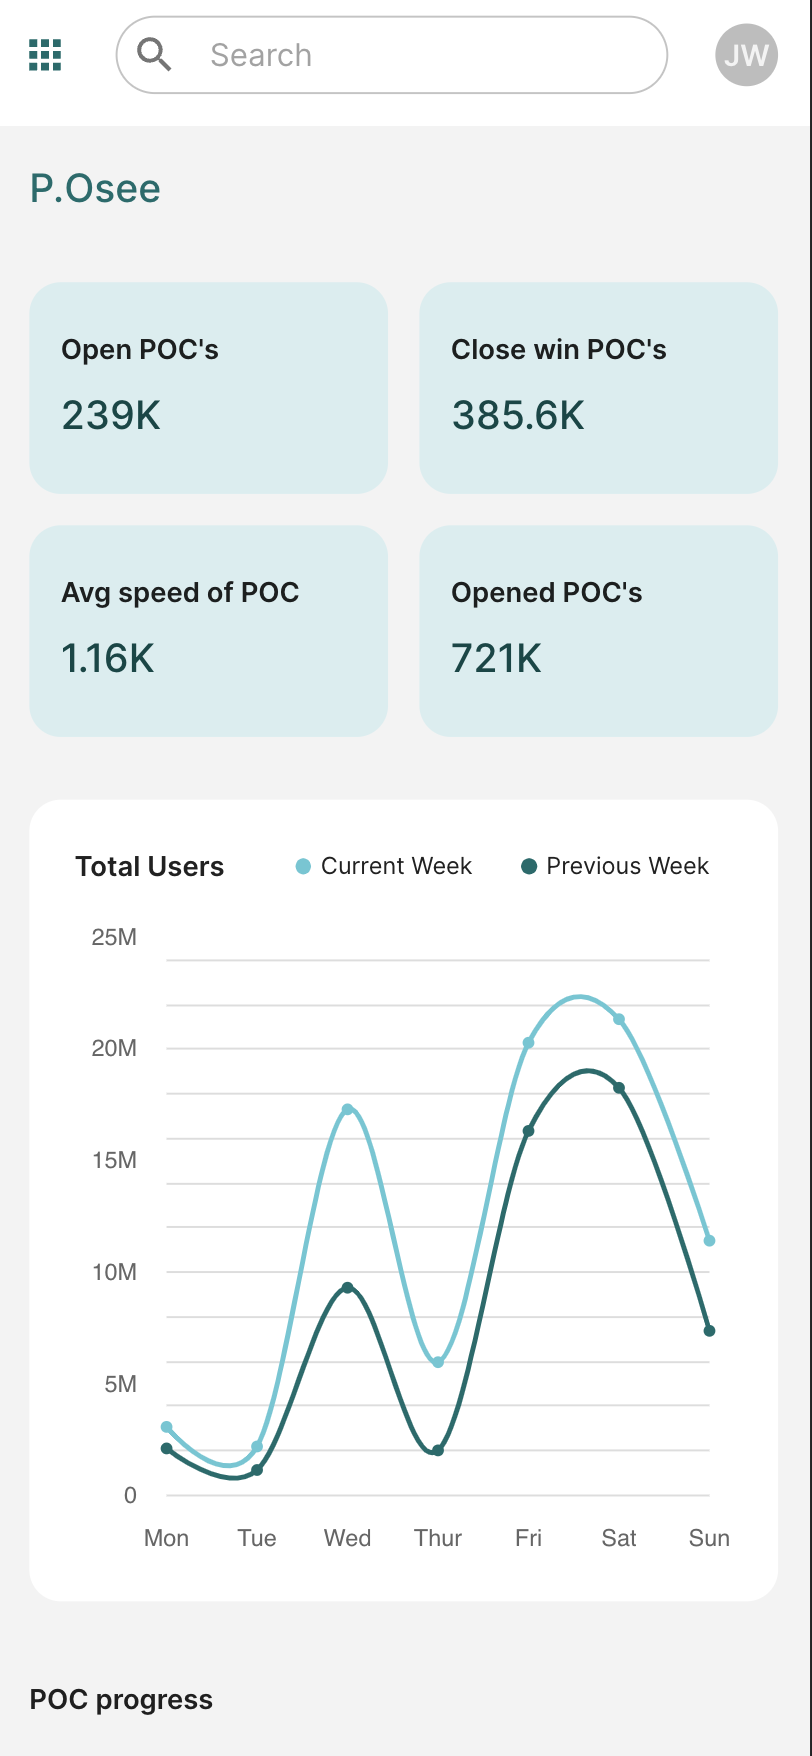 Search
JW
P.Osee
Open POC's
239K
Close win POC's
385.6K
Avg speed of POC
1.16K
Opened POC's
721K
Total Users
Current Week
Previous Week
25M
20M
15M
10M
5M
0
Mon Tue Wed Thur Fri Sat Sun
POC progress